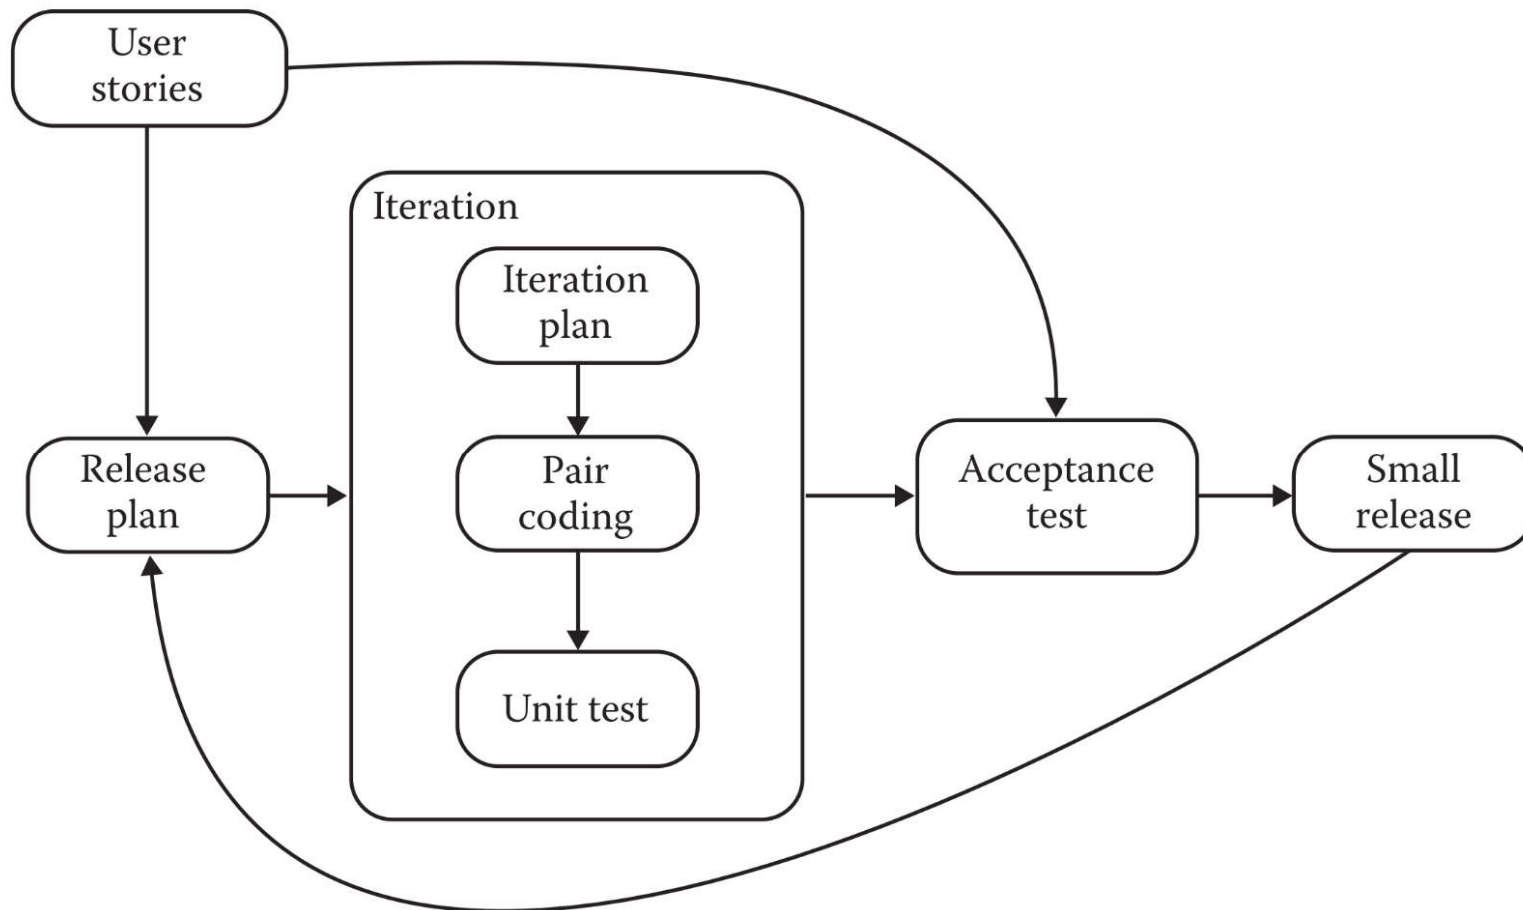 User
stories
Iteration
Iteration
plan
Release
plan
Pair
coding
Unit test
Acceptance
test
Small
release